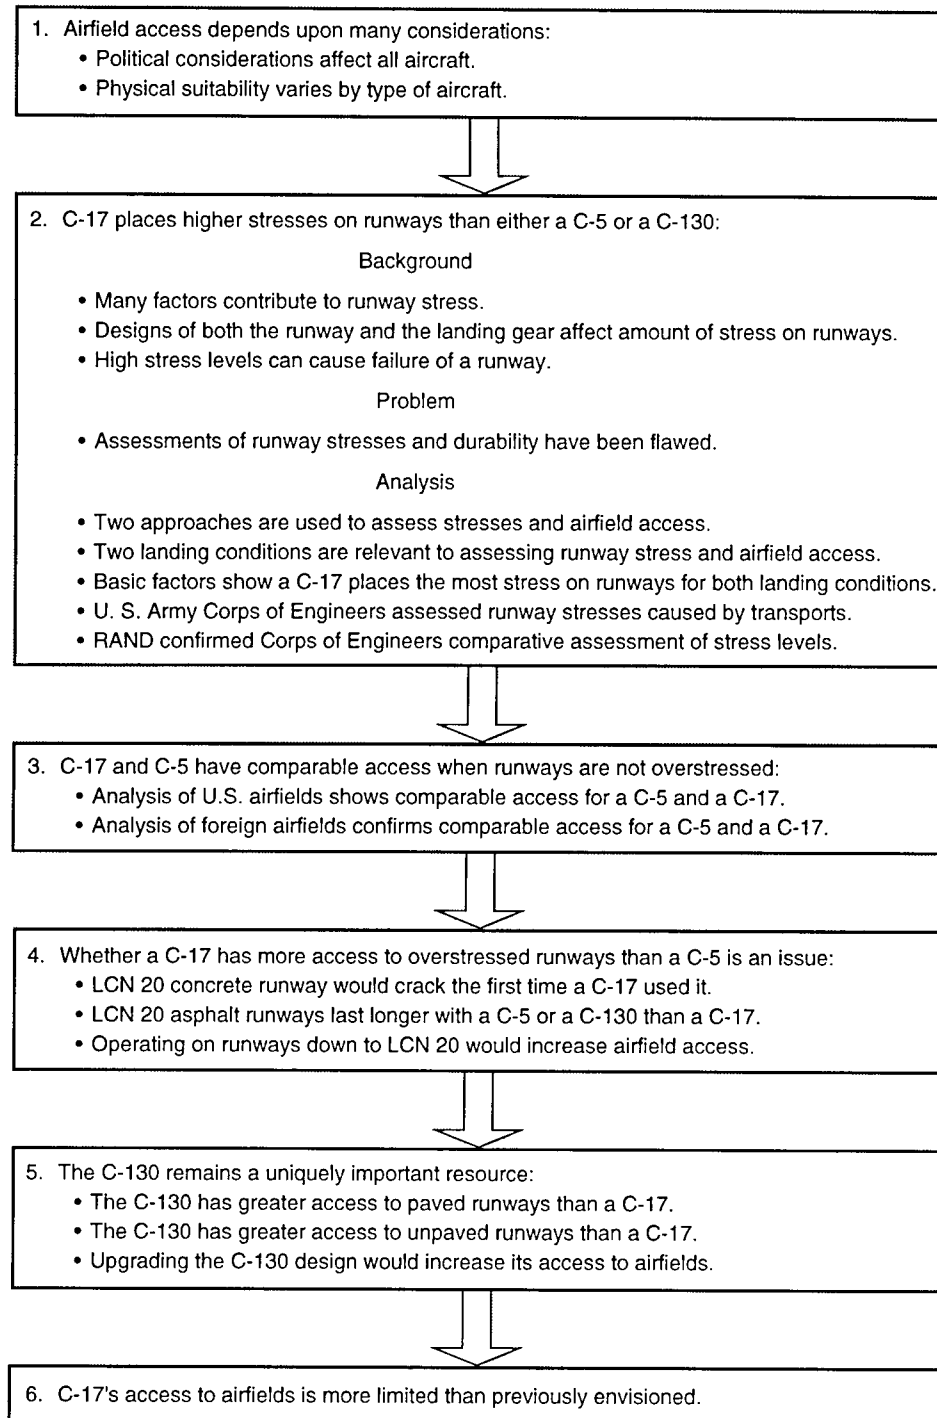 1. Airfield access depends upon many considerations:
• Political considerations affect all aircraft.
• Physical suitability varies by type of aircraft.
2. C-17 places higher stresses on runways than either a C-5 or a C-130:
Background
• Many factors contribute to runway stress.
• Designs of both the runway and the landing gear affect amount of stress on runways.
• High stress levels can cause failure of a runway.
Problem
• Assessments of runway stresses and durability have been flawed.
Analysis
• Two approaches are used to assess stresses and airfield access.
• Two landing conditions are relevant to assessing runway stress and airfield access.
• Basic factors show a C-17 places the most stress on runways for both landing conditions.
• U. S. Army Corps of Engineers assessed runway stresses caused by transports.
• RAND confirmed Corps of Engineers comparative assessment of stress levels.
3. C-17 and C-5 have comparable access when runways are not overstressed:
• Analysis of U.S. airfields shows comparable access for a C-5 and a C-17.
• Analysis of foreign airfields confirms comparable access for a C-5 and a C-17.
4. Whether a C-17 has more access to overstressed runways than a C-5 is an issue:
• LCN 20 concrete runway would crack the first time a C-17 used it.
• LCN 20 asphalt runways last longer with a C-5 or a C-130 than a C-17.
• Operating on runways down to LCN 20 would increase airfield access.
5. The C-130 remains a uniquely important resource:
• The C-130 has greater access to paved runways than a C-17.
• The C-130 has greater access to unpaved runways than a C-17.
• Upgrading the C-130 design would increase its access to airfields.
6. C-17's access to airfields is more limited than previously envisioned.